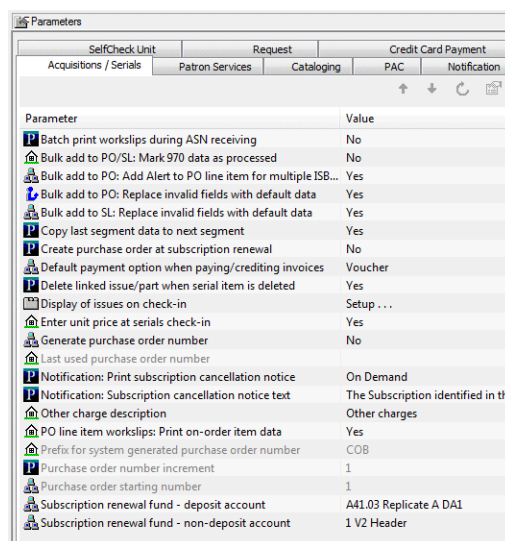 Parameters
SelfCheck Unit Request Credit Card Payment
Acquisitions / Serials Patron Services Cataloging PAC Notification
Parameter Value
Batch print workslips during ASN receiving No
Bulk add to PO/SL: Mark 970 data as processed No
Bulk add to PO: Add Alert to PO line item for multiple ISB... Yes
Bulk add to PO: Replace invalid fields with default data Yes
Bulk add to SL: Replace invalid fields with default data Yes
Copy last segment data to next segment Yes
Create purchase order at subscription renewal No
Default payment option when paying/crediting invoices Voucher
Delete linked issue/part when serial item is deleted Yes
Display of issues on check-in Setup . . .
Enter unit price at serials check-in Yes
Generate purchase order number No
Last used purchase order number
Notification: Print subscription cancellation notice On Demand
Notification: Subscription cancellation notice text The Subscription identified in th
Other charge description Other charges
PO line item workslips: Print on-order item data Yes
Prefix for system generated purchase order number COB
Purchase order number increment 1
Purchase order starting number 1
Subscription renewal fund - deposit account A41.03 Replicate A DA1
Subscription renewal fund - non-deposit account 1 V2 Header